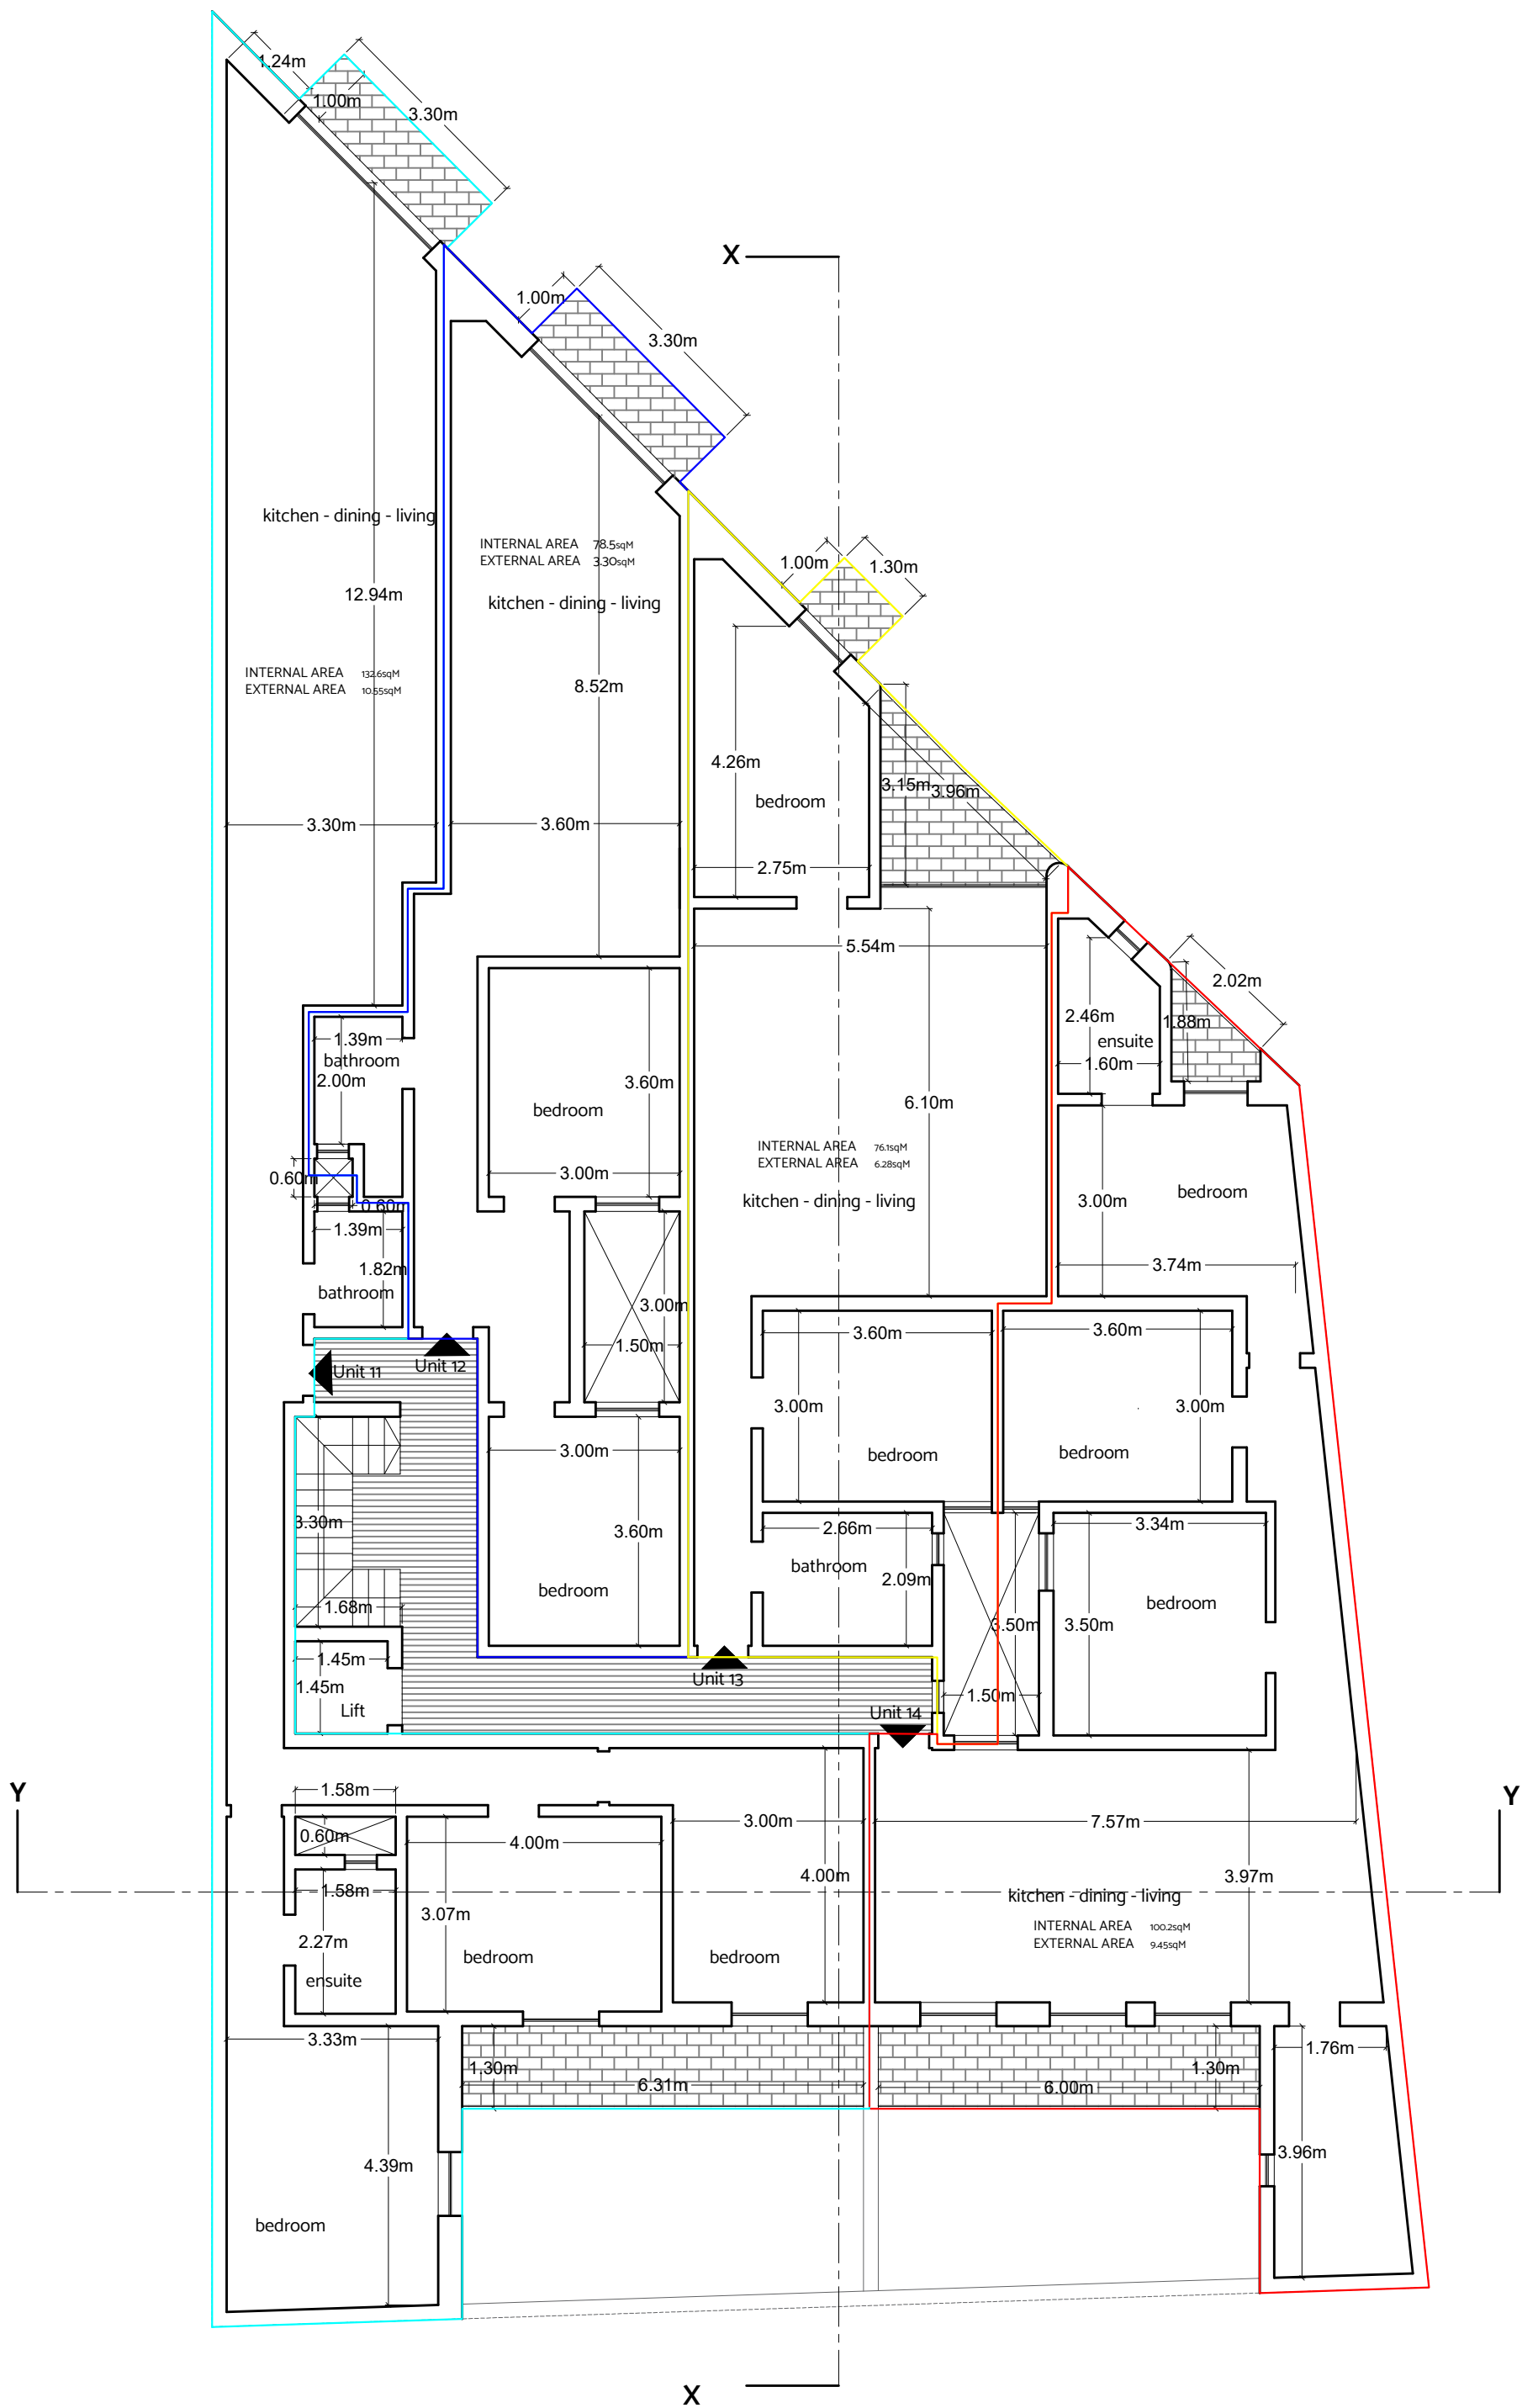 1.24m
1.00m
3.30m
X
1.00m
3.30m
kitchen - dining - living
INTERNAL AREA 78.5sqM
EXTERNAL AREA 3.30sqM
1.00m
1.30m
12.94m
kitchen - dining - living
INTERNAL AREA 132.6sqM
EXTERNAL AREA 10.55sqM
8.52m
4.26m
3.15m
3.96m
bedroom
3.30m
3.60m
2.75m
5.54m
2.02m
2.46m
1.88m
ensuite
1.39m
bathroom
1.60m
2.00m
3.60m
bedroom
6.10m
INTERNAL AREA 76.1sqM
EXTERNAL AREA 6.28sqM
0.60m
3.00m
kitchen - dining - living
3.00m
bedroom
0.60m
1.39m
1.82m
3.74m
bathroom
3.00m
3.60m
3.60m
1.50m
Unit 11
Unit 12
3.00m
3.00m
3.00m
bedroom
bedroom
3.30m
3.60m
2.66m
3.34m
bathroom
2.09m
bedroom
bedroom
1.68m
3.50m
3.50m
1.45m
Unit 13
1.45m
1.50m
Lift
Unit 14
Y
1.58m
Y
0.60m
4.00m
3.00m
7.57m
4.00m
3.97m
1.58m
kitchen - dining - living
3.07m
INTERNAL AREA 100.2sqM
EXTERNAL AREA 9.45sqM
2.27m
bedroom
bedroom
ensuite
3.33m
1.76m
1.30m
6.31m
6.00m
1.30m
4.39m
3.96m
bedroom
X